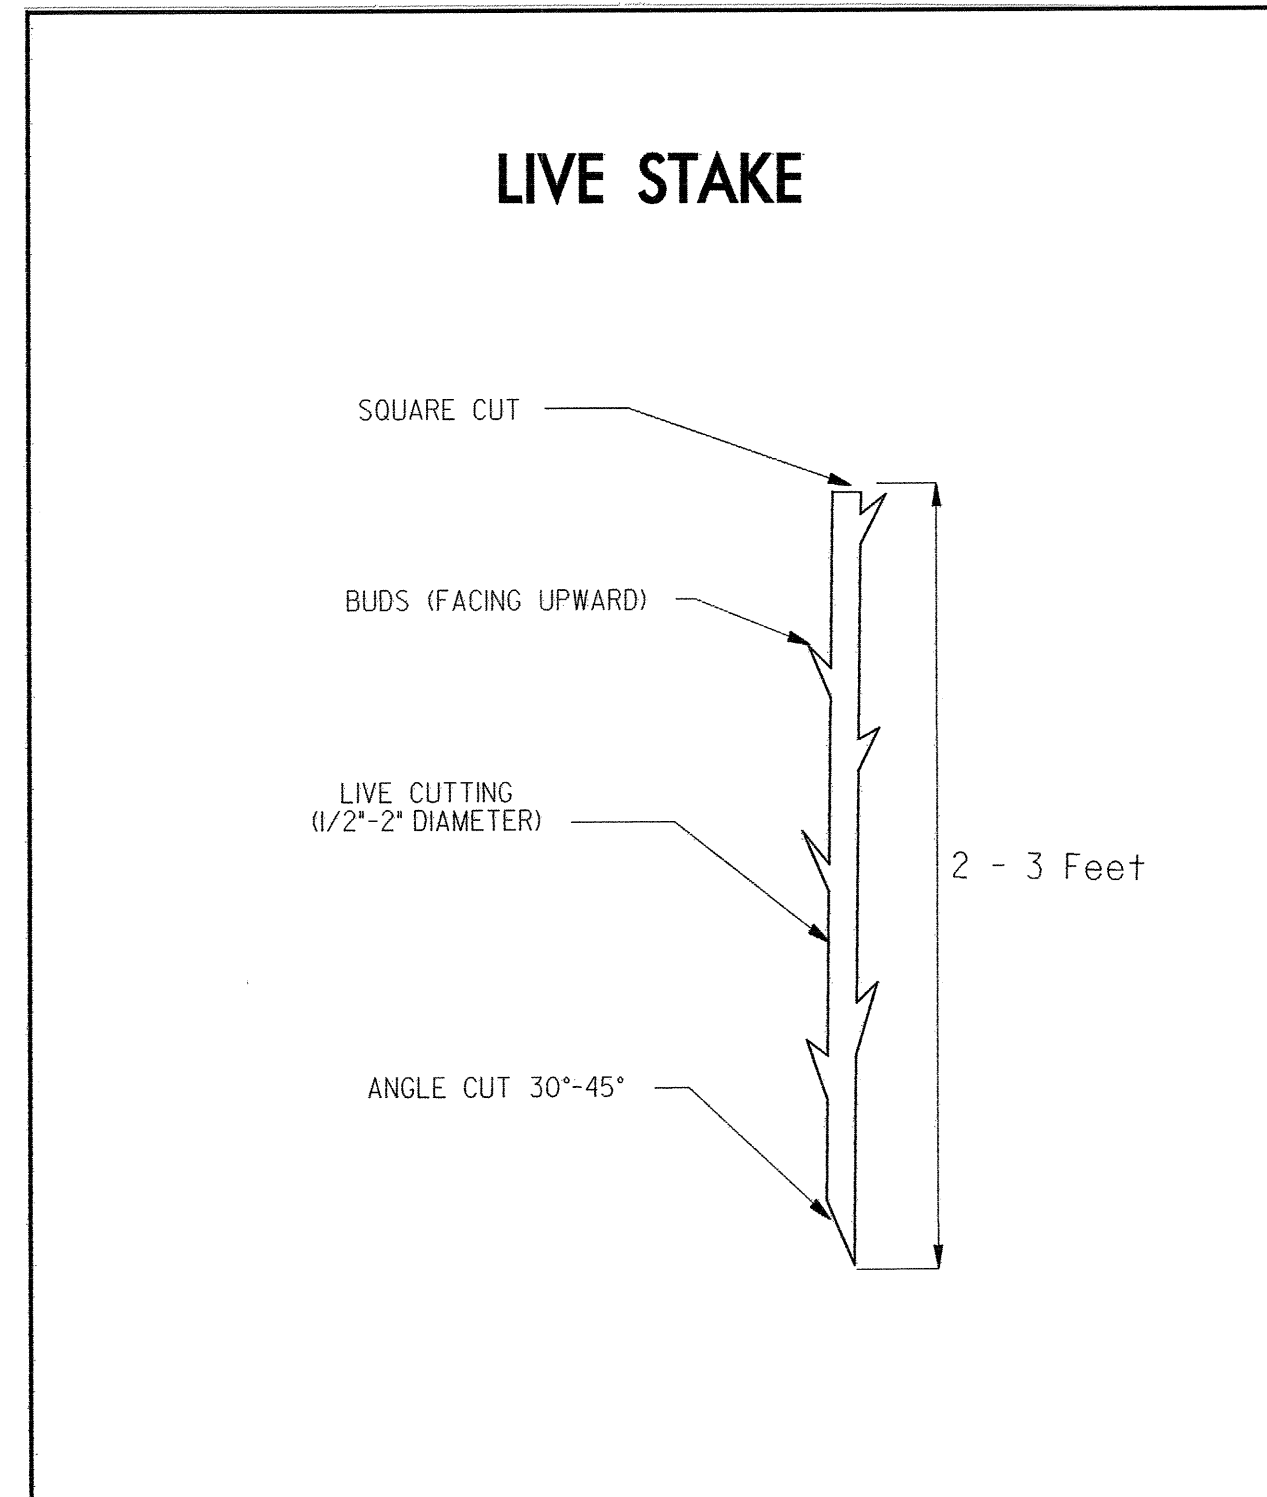 LIVE STAKE
SQUARE CUT
BUDS (FACING UPWARD)
LIVE CUTTING
(1/2"-2" DIAMETER)
2 - 3 Feet
ANGLE CUT 30°-45°